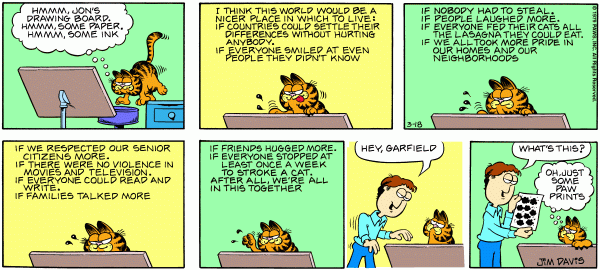 HMMM, JON'S
DRAWING BOARD.
HMMM, SOME PAPER.
HMMM, SOME INK
I THINK THIS WORLD WOULD BE A
NICER PLACE IN WHICH TO LIVE:
IF COUNTRIES COULD SETTLE THEIR
DIFFERENCES WITHOUT HURTING
ANYBODY.
IF EVERYONE SMILED AT EVEN
PEOPLE THEY DIDN'T KNOW
IF NOBODY HAD TO STEAL.
IF PEOPLE LAUGHED MORE.
IF EVERYONE FED THEIR CATS ALL
THE LASAGNA THEY COULD EAT.
IF WE ALL TOOK MORE PRIDE IN
OUR HOMES AND OUR
NEIGHBORHOODS
3-18
IF WE RESPECTED OUR SENIOR
CITIZENS MORE.
IF THERE WERE NO VIOLENCE IN
MOVIES AND TELEVISION.
IF EVERYONE COULD READ AND
WRITE.
IF FAMILIES TALKED MORE
IF FRIENDS HUGGED MORE.
IF EVERYONE STOPPED AT
LEAST ONCE A WEEK
TO STROKE A CAT.
AFTER ALL, WE'RE ALL
IN THIS TOGETHER
HEY, GARFIELD
WHAT'S THIS?
OH, JUST
SOME
PAW
PRINTS
JIM DAVIS